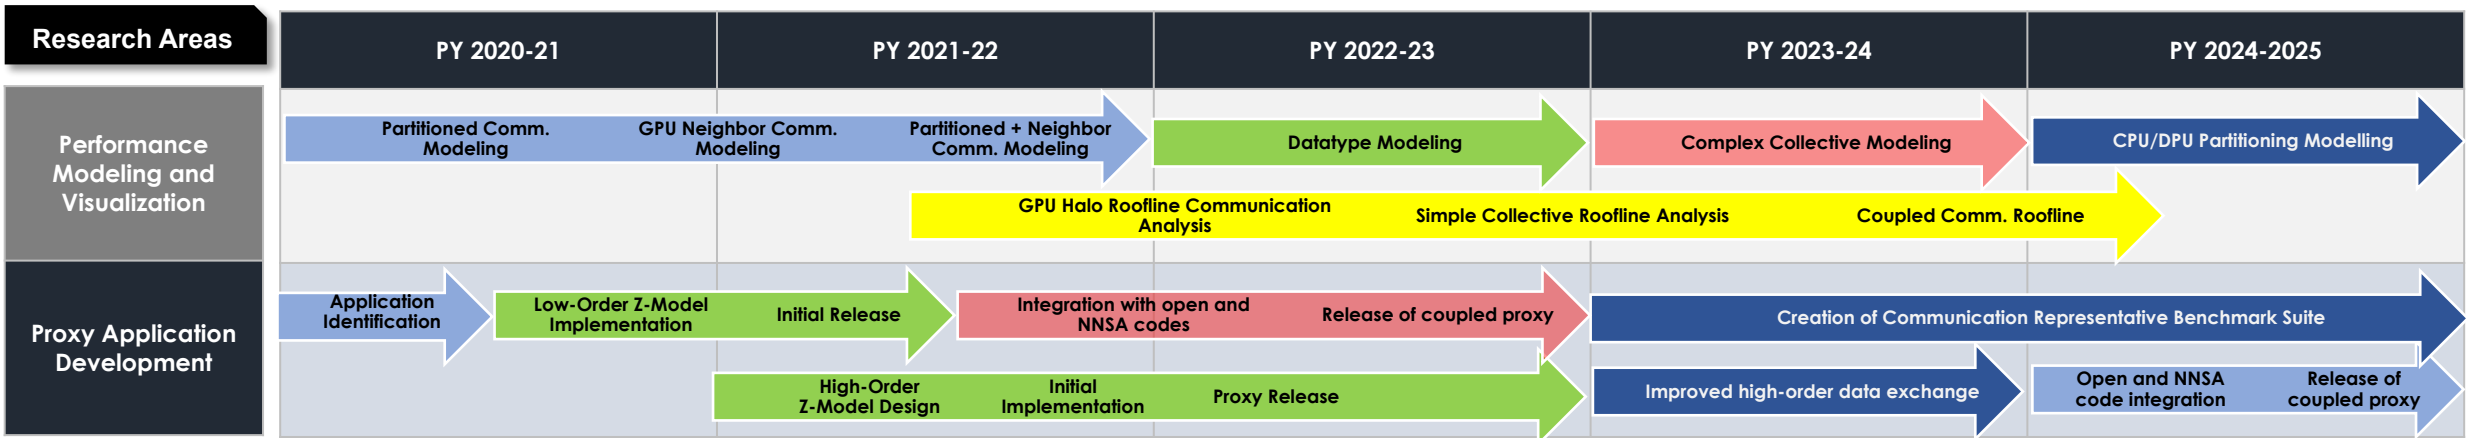 Research Areas
PY 2020-21
PY 2021-22
PY 2022-23
PY 2023-24
PY 2024-2025
Performance
Modeling and
Visualization
Partitioned Comm.
Modeling
GPU Neighbor Comm.
Modeling
Partitioned + Neighbor
Comm. Modeling
Datatype Modeling
Complex Collective Modeling
CPU/DPU Partitioning Modelling
GPU Halo Roofline Communication
Analysis
Simple Collective Roofline Analysis
Coupled Comm. Roofline
Proxy Application
Development
Application
Identification
Low-Order Z-Model
Implementation
Initial Release
Integration with open and
NNSA codes
Release of coupled proxy
Creation of Communication Representative Benchmark Suite
High-Order
Z-Model Design
Initial
Implementation
Proxy Release
Improved high-order data exchange
Open and NNSA
code integration
Release of
coupled proxy